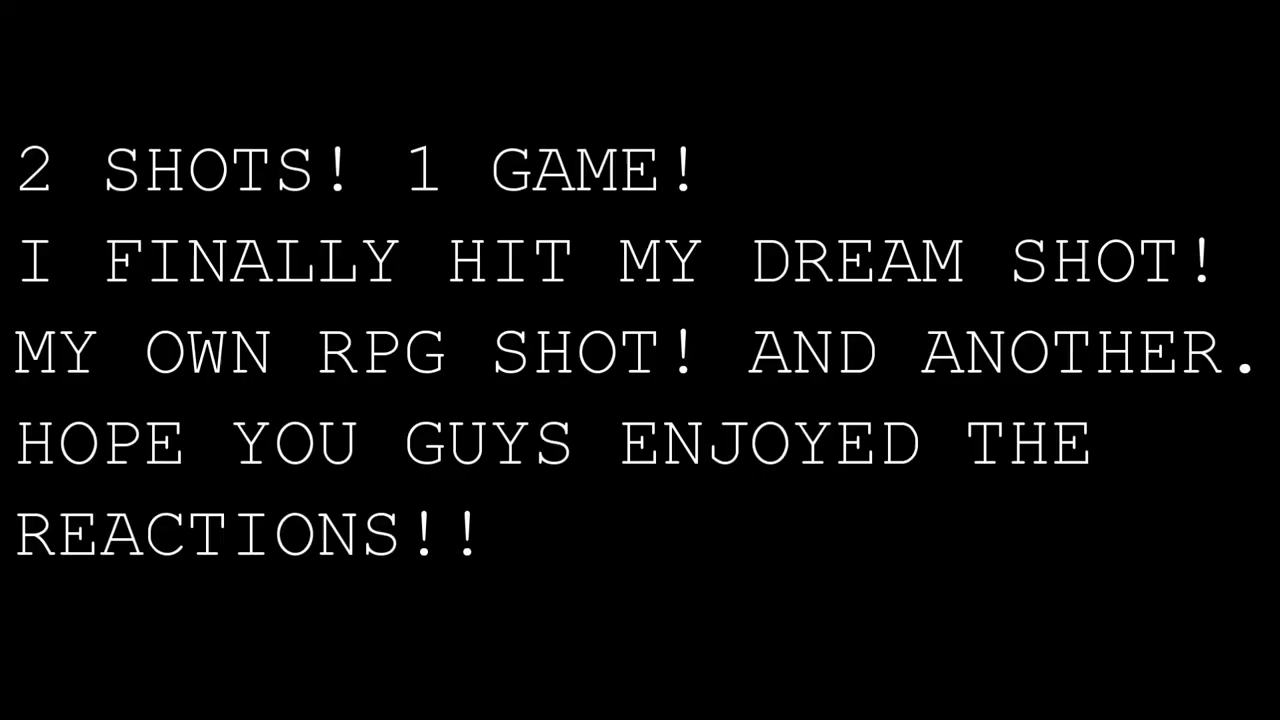 2 SHOTS! 1 GAME!
I FINALLY HIT MY DREAM SHOT!
MY OWN RPG SHOT! AND ANOTHER.
HOPE YOU GUYS ENJOYED THE
REACTIONS!!